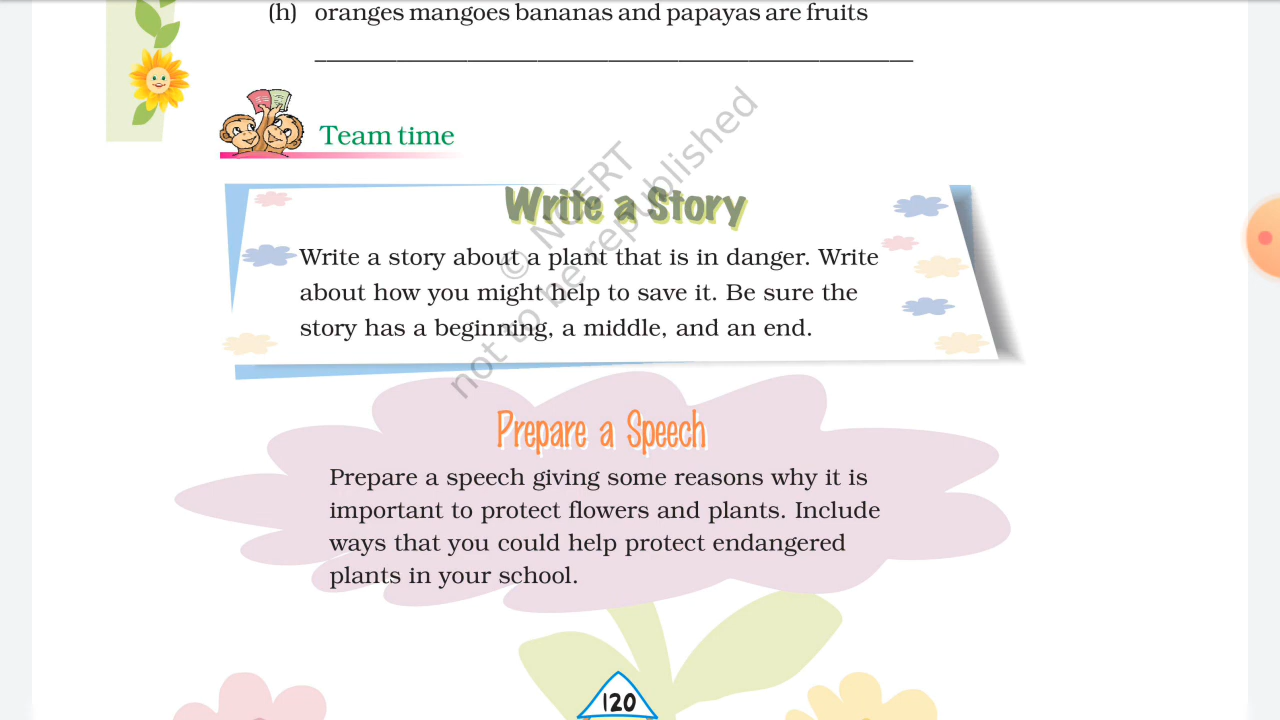 (h) oranges mangoes bananas and papayas are fruits
Team time
Write a Story
Write a story about a plant that is in danger. Write
about how you might help to save it. Be sure the
story has a beginning, a middle, and an end.
© NCERT
not to be republished
Prepare a Speech
Prepare a speech giving some reasons why it is
important to protect flowers and plants. Include
ways that you could help protect endangered
plants in your school.
120